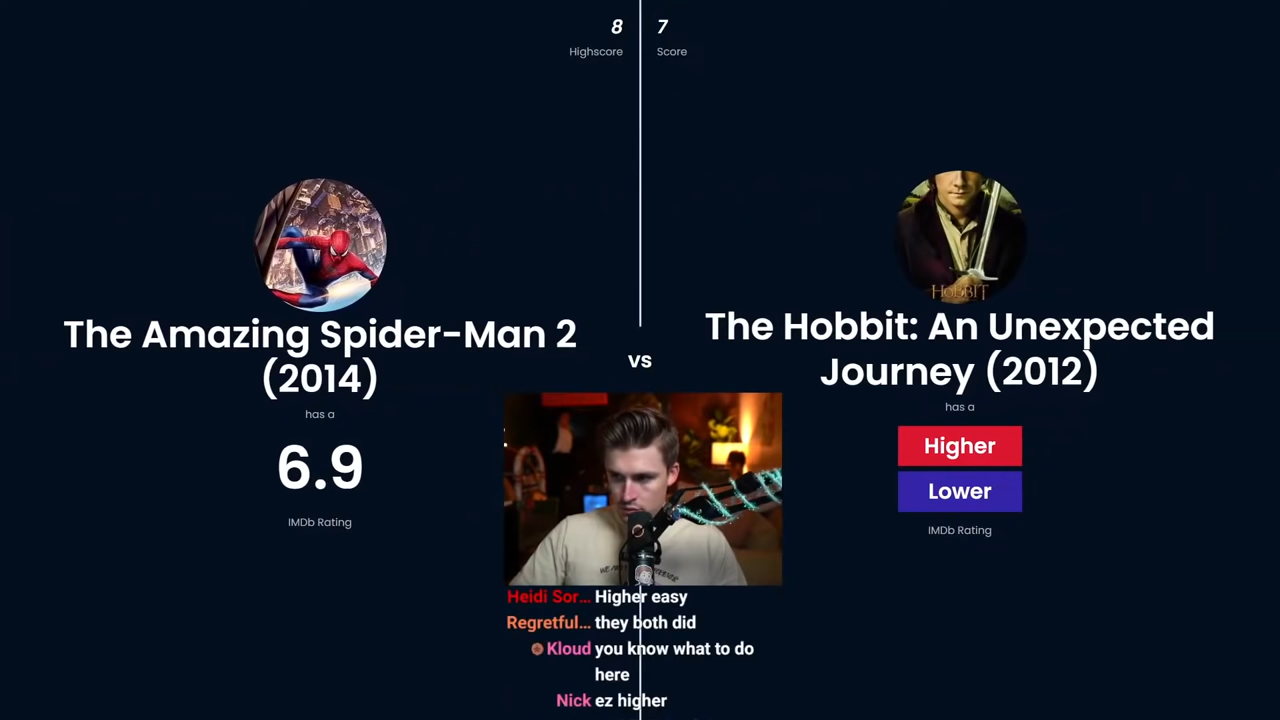 8
Highscore
7
Score
The Amazing Spider-Man 2
(2014)
has a
6.9
IMDb Rating
vs
HOBBIT
The Hobbit: An Unexpected
Journey (2012)
has a
Higher
Lower
IMDb Rating
Heidi Sor... Higher easy
Regretful... they both did
Kloud you know what to do
here
Nick ez higher